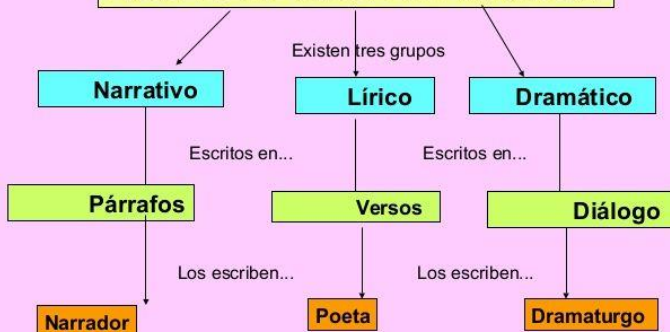 Existen tres grupos
Narrativo
Lírico
Dramático
Escritos en...
Escritos en...
Párrafos
Versos
Diálogo
Los escriben...
Los escriben...
Narrador
Poeta
Dramaturgo